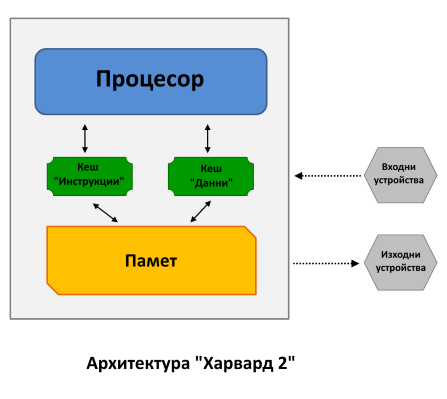 Процесор
Кеш
"Инструкции"
Кеш
"Данни"
Входни
устройства
Памет
Изходни
устройства
Архитектура "Харвард 2"